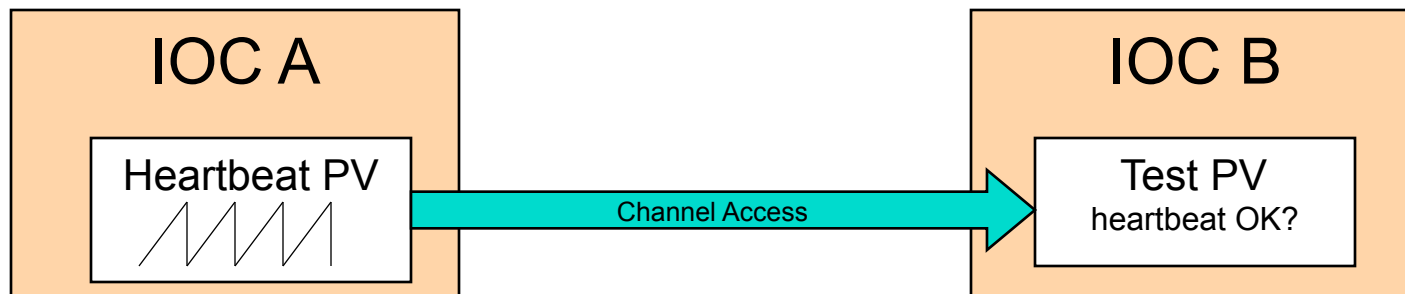 IOC A
Heartbeat PV
Channel Access
IOC B
Test PV
heartbeat OK?